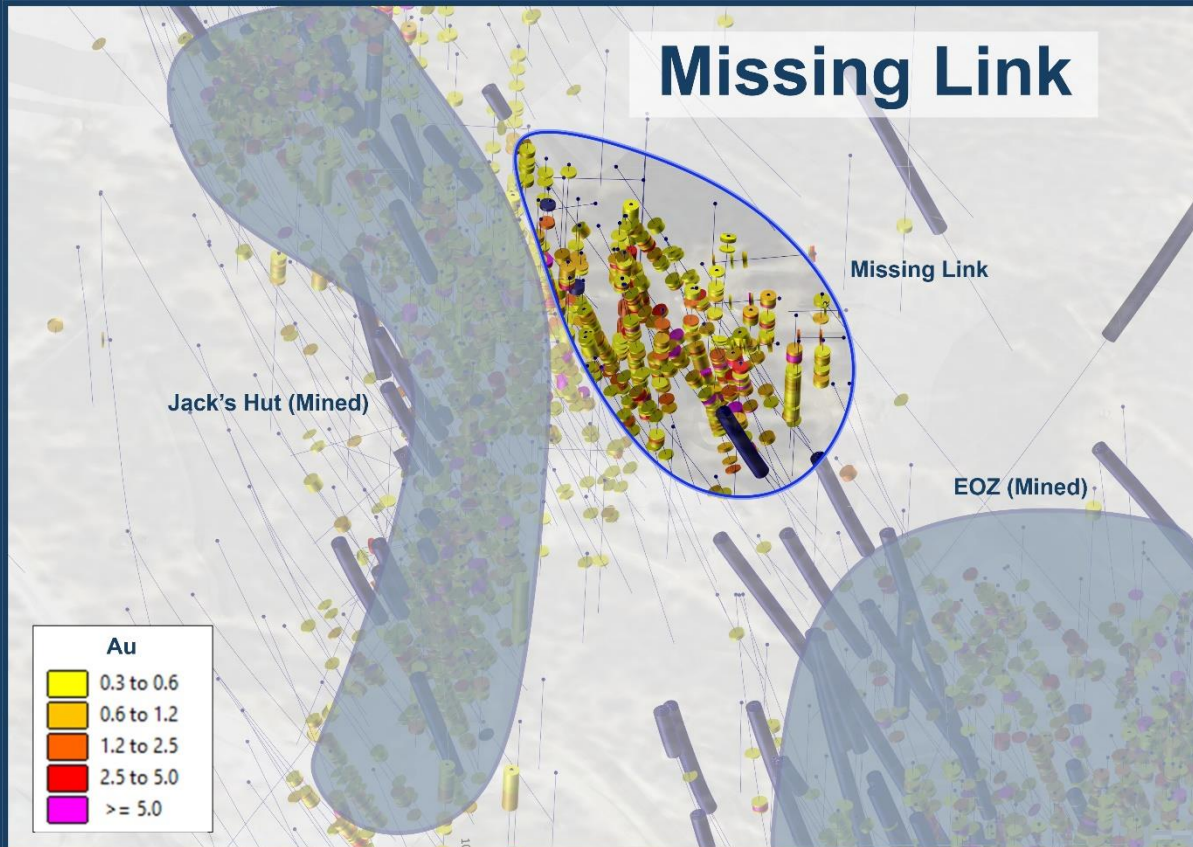 Missing Link
Missing Link
Jack's Hut (Mined)
EOZ (Mined)
Au
0.3 to 0.6
0.6 to 1.2
1.2 to 2.5
2.5 to 5.0
>= 5.0